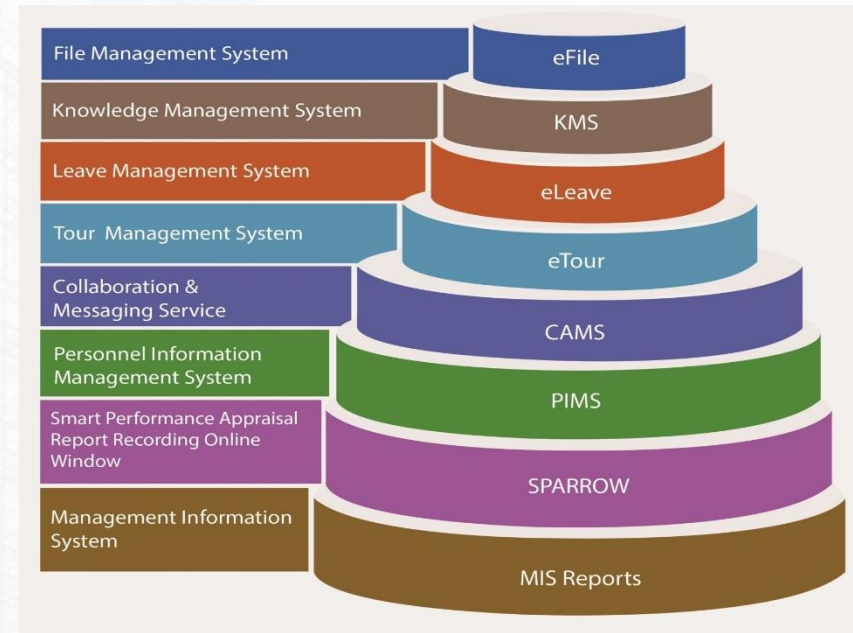 File Management System
eFile
Knowledge Management System
KMS
Leave Management System
eLeave
Tour Management System
eTour
Collaboration &
Messaging Service
CAMS
Personnel Information
Management System
PIMS
Smart Performance Appraisal
Report Recording Online
Window
SPARROW
Management Information
System
MIS Reports